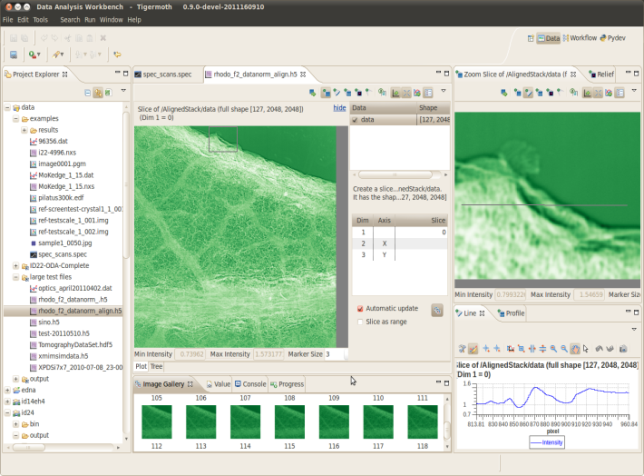 Data Analysis Workbench - Tigermoth 0.9.0-devel-2011160910
File Edit Tools Search Run Window Help
Data Workflow Pydev
Project Explorer
data
examples
results
96356.dat
i22-4996.nxs
image0001.pgm
MoKedge_1_15.dat
MoKedge_1_15.nxs
pilatus300k.edf
ref-screentest-crystal1_1_00
ref-testscale_1_001.img
ref-testscale_1_002.img
sample1_0050.jpg
spec_scans.spec
ID22-ODA-Complete
large test files
optics_april20110402.dat
rhodo_f2_datanorm_.h5
rhodo_f2_datanorm_align.h5
sino.h5
test-20110510.h5
TomographyDataSet.hdf5
xmimsimdata.h5
XPDSi7x7_2010-07-08_23-00
output
edna
id14eh4
id24
bin
output
spec_scans.spec
rhodo_f2_datanorm_align.h5
Slice of /AlignedStack/data (full shape [127, 2048, 2048])
(Dim 1 = 0)
hide
Data Shape
data [127, 2048
Create a slice...nedStack/data.
It has the shap...27, 2048, 2048]
Dim Axis Slice
1 0
2 X
3 Y
Automatic update
Slice as range
Min Intensity 0.73962 Max Intensity 1.573177 Marker Size 3
Plot Tree
Image Gallery Value Console Progress
105 106 107 108 109 110 111
112 113 114 115 116 117 118
Zoom Slice of /AlignedStack/data (full shape [127, 2
Relief
Min Intensity Max Intensity 1.54659 Marker Size
Line Profile
Slice of /AlignedStack/data (full shape [127, 2048, 2048]
(Dim 1 = 0)
1.6
1
0.7
813.81 830 840 850 860 870 880 890 900 910 920 930 940 960.84
pixel
Intensity